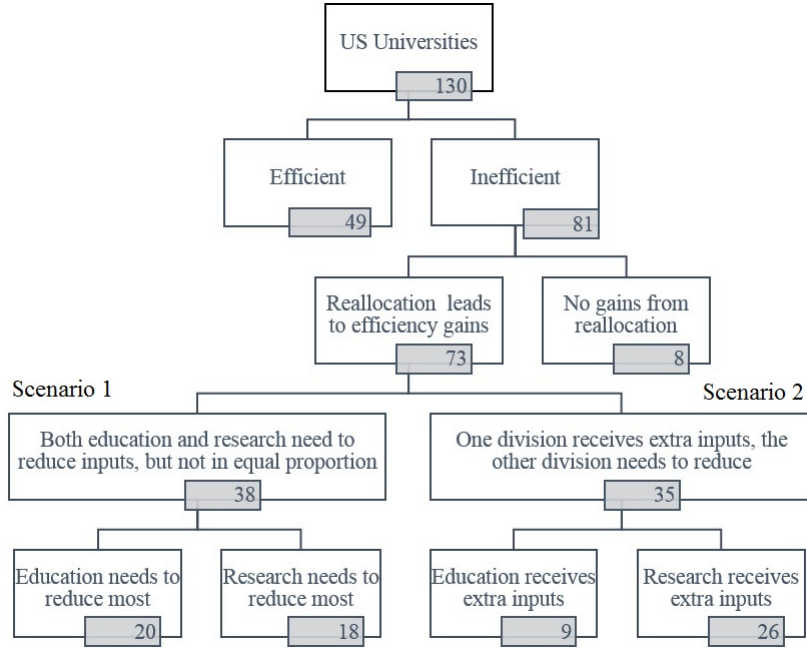 US Universities
130
Efficient
49
Inefficient
81
Reallocation leads
to efficiency gains
73
No gains from
reallocation
8
Scenario 1
Scenario 2
Both education and research need to
reduce inputs, but not in equal proportion
38
One division receives extra inputs, the
other division needs to reduce
35
Education needs to
reduce most
20
Research needs to
reduce most
18
Education receives
extra inputs
9
Research receives
extra inputs
26